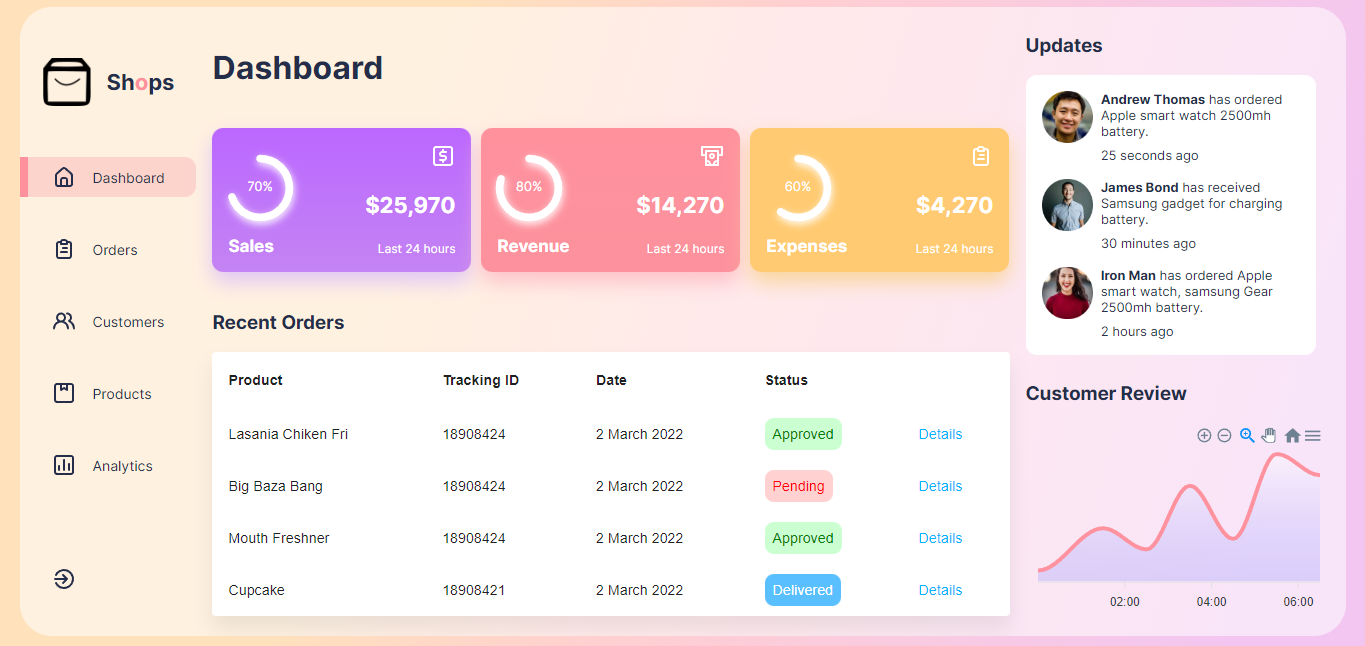 Shops
Dashboard
Orders
Customers
Products
Analytics
Dashboard
70%
$25,970
Sales
Last 24 hours
80%
$14,270
Revenue
Last 24 hours
60%
$4,270
Expenses
Last 24 hours
Recent Orders
Product Tracking ID Date Status
Lasania Chiken Fri 18908424 2 March 2022 Approved Details
Big Baza Bang 18908424 2 March 2022 Pending Details
Mouth Freshner 18908424 2 March 2022 Approved Details
Cupcake 18908421 2 March 2022 Delivered Details
Updates
Andrew Thomas has ordered
Apple smart watch 2500mh
battery.
25 seconds ago
James Bond has received
Samsung gadget for charging
battery.
30 minutes ago
Iron Man has ordered Apple
smart watch, samsung Gear
2500mh battery.
2 hours ago
Customer Review
02:00 04:00 06:00